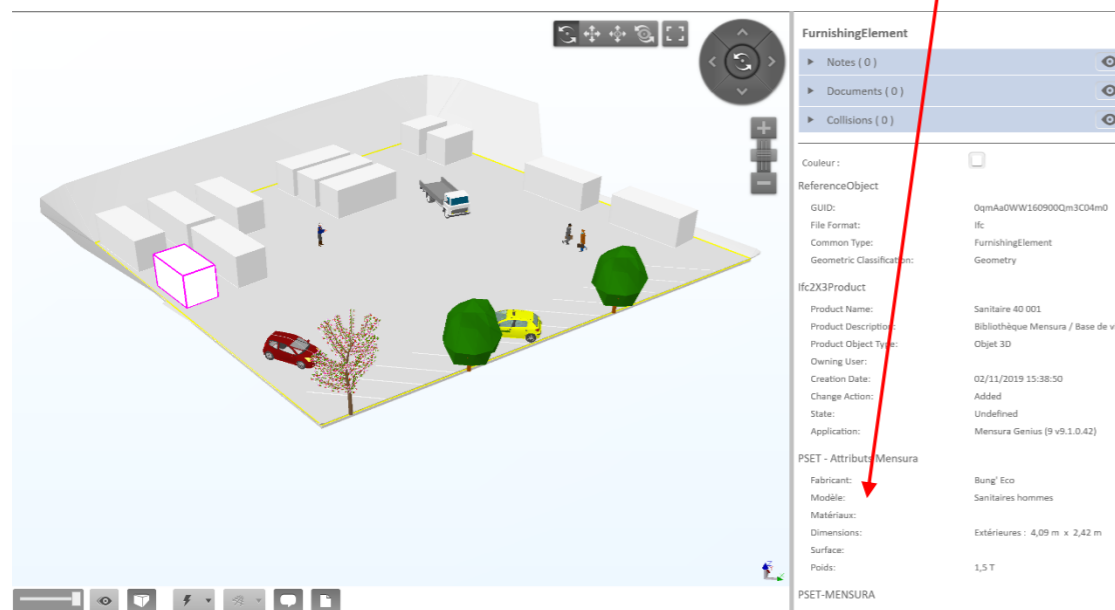 FurnishingElement
Notes ( 0 )
Documents ( 0 )
Collisions ( 0 )
Couleur :
ReferenceObject
GUID: 0qmAa0WW160900Qm3C04m0
File Format: Ifc
Common Type: FurnishingElement
Geometric Classification: Geometry
Ifc2X3Product
Product Name: Sanitaire 40 001
Product Description: Bibliothèque Mensura / Base de v
Product Object Type: Objet 3D
Owning User:
Creation Date: 02/11/2019 15:38:50
Change Action: Added
State: Undefined
Application: Mensura Genius (9 v9.1.0.42)
PSET - Attributs Mensura
Fabricant: Bung' Eco
Modèle: Sanitaires hommes
Matériaux:
Dimensions: Extérieures : 4,09 m x 2,42 m
Surface:
Poids: 1,5 T
PSET-MENSURA